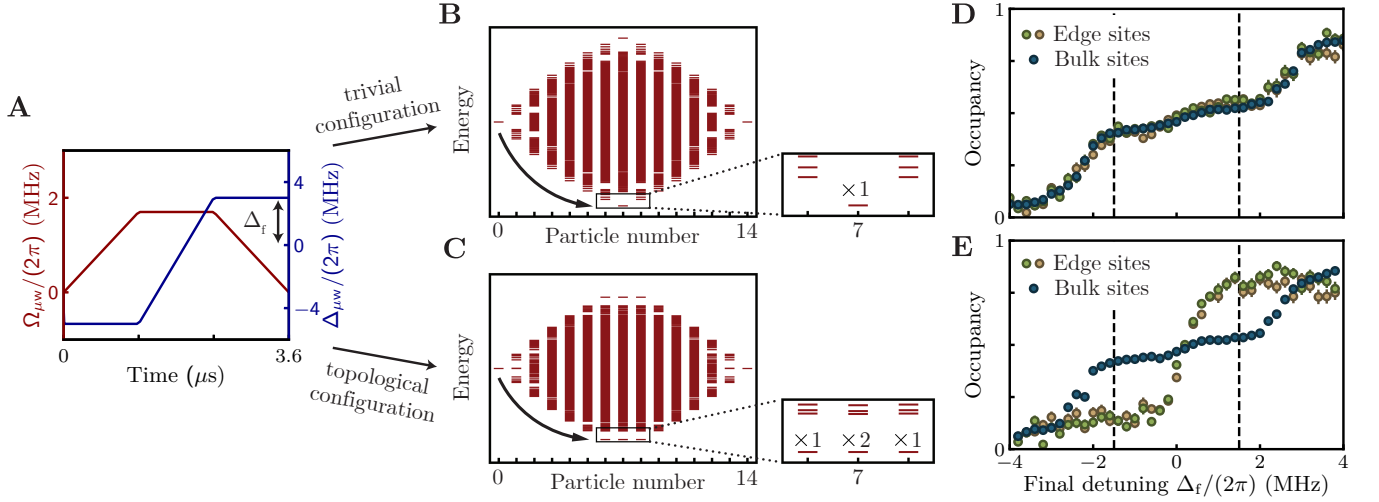 A
Ω_μw/(2π) (MHz)
2
0
4
0
−4
Δ_μw/(2π) (MHz)
Δ_f
0
3.6
Time (μs)
trivial
configuration
topological
configuration
B
Energy
0
Particle number
14
×1
7
C
Energy
0
Particle number
14
×1 ×2 ×1
7
D
1
Occupancy
0
Edge sites
Bulk sites
E
1
Occupancy
0
Edge sites
Bulk sites
−4 −2 0 2 4
Final detuning Δ_f/(2π) (MHz)